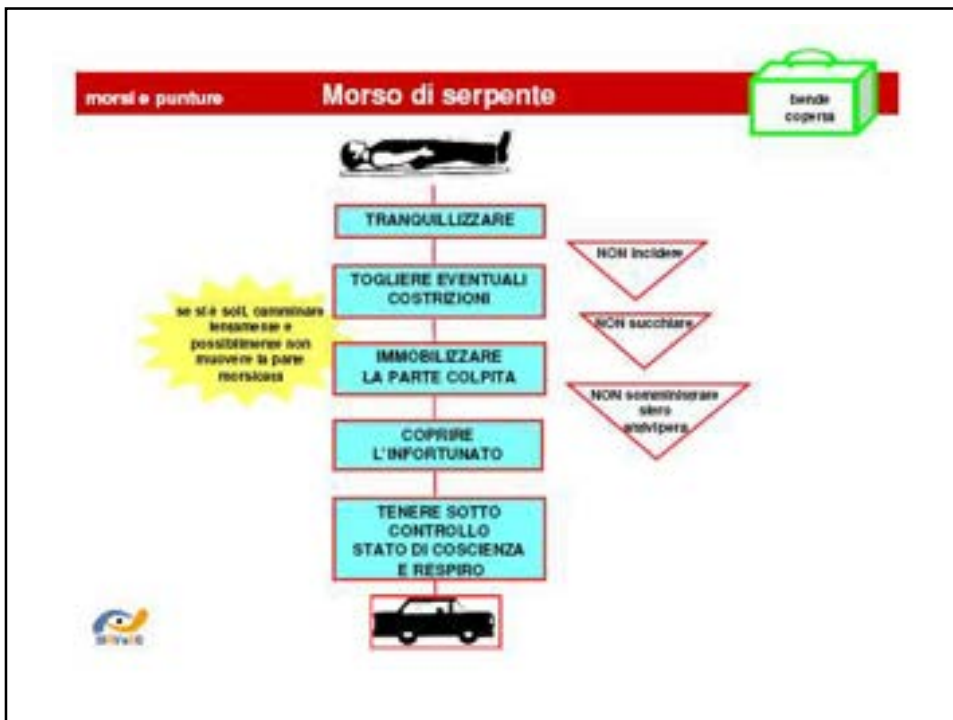 morsi e punture
Morso di serpente
bende
coperta
TRANQUILLIZZARE
TOGLIERE EVENTUALI
COSTRIZIONI
IMMOBILIZZARE
LA PARTE COLPITA
COPRIRE
L'INFORTUNATO
TENERE SOTTO
CONTROLLO
STATO DI COSCIENZA
E RESPIRO
se si è soli, camminare
lentamente e
possibilmente non
muovere la parte
morsicata
NON incidere
NON succhiare
NON somministrare
siero
antivipera